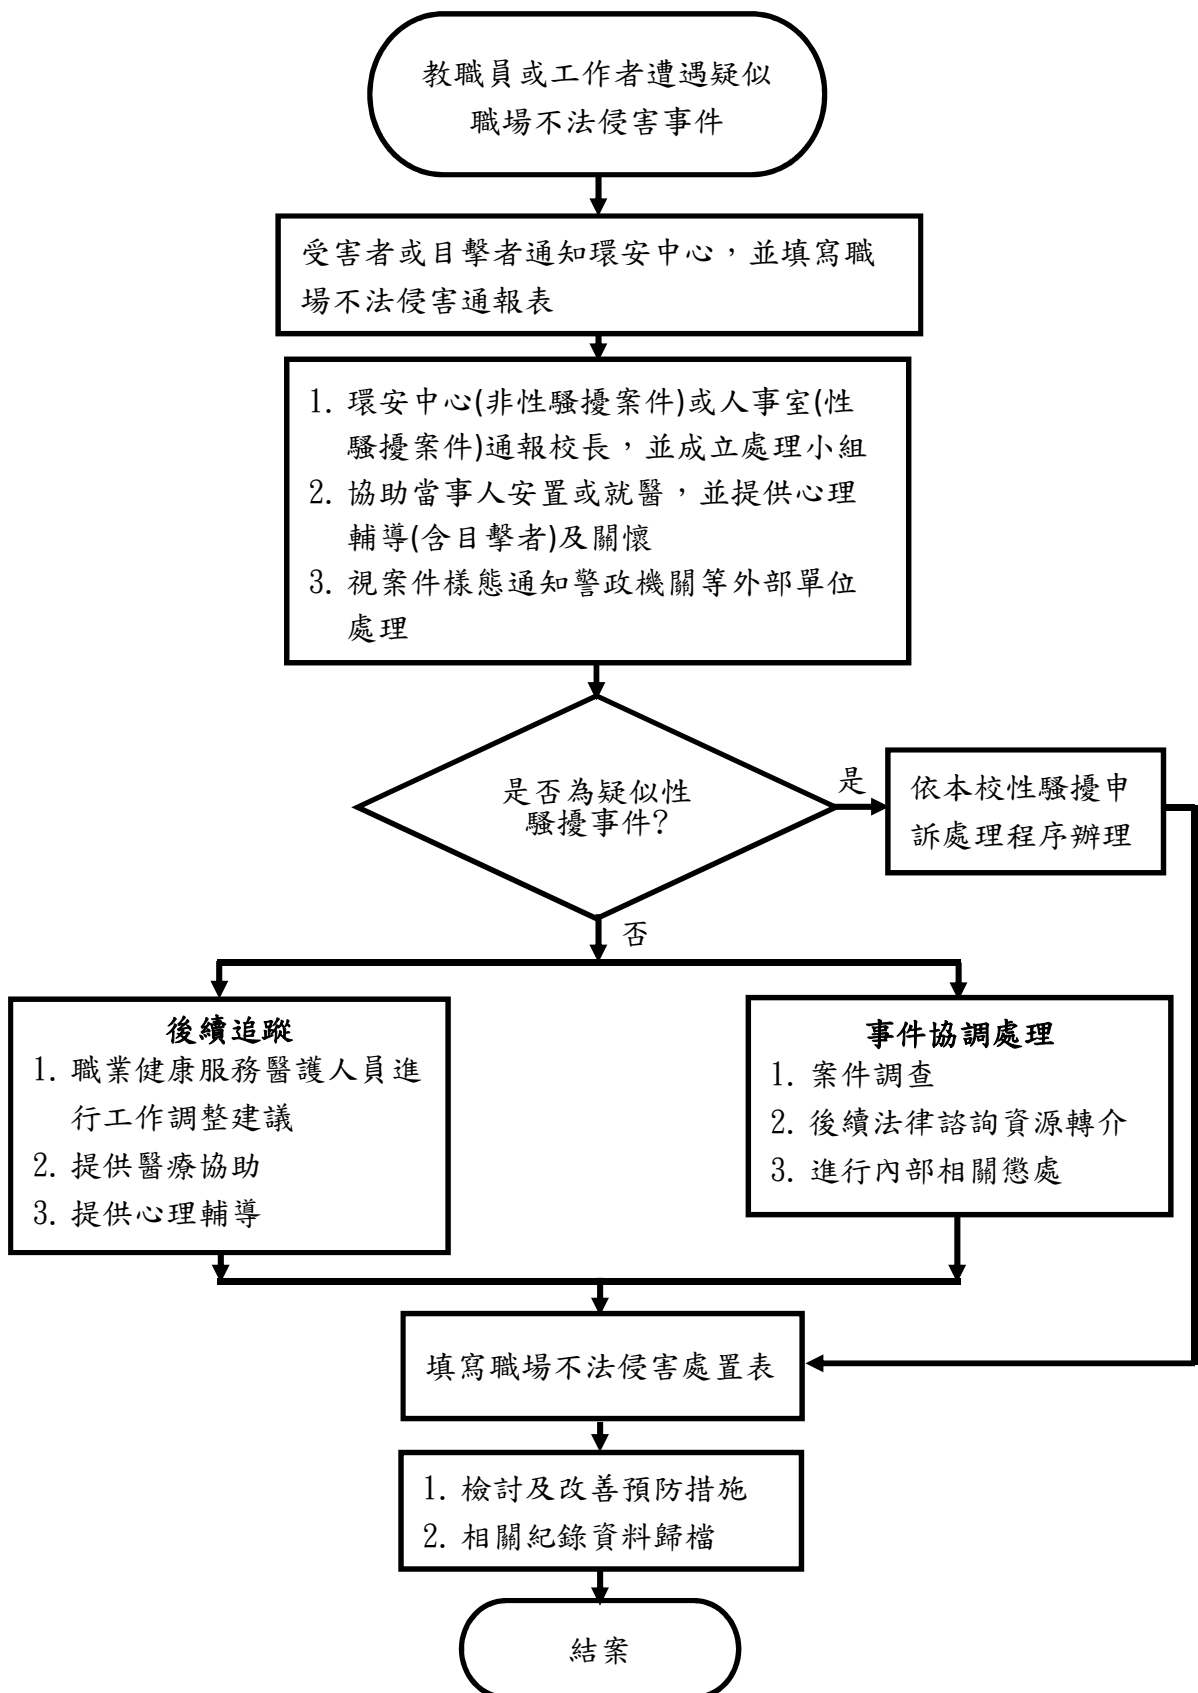 教職員或工作者遭遇疑似
職場不法侵害事件
受害者或目擊者通知環安中心，並填寫職
場不法侵害通報表
1. 環安中心(非性騷擾案件)或人事室(性
騷擾案件)通報校長，並成立處理小組
2. 協助當事人安置或就醫，並提供心理
輔導(含目擊者)及關懷
3. 視案件樣態通知警政機關等外部單位
處理
是否為疑似性
騷擾事件?
是
依本校性騷擾申
訴處理程序辦理
否
後續追蹤
1. 職業健康服務醫護人員進
行工作調整建議
2. 提供醫療協助
3. 提供心理輔導
事件協調處理
1. 案件調查
2. 後續法律諮詢資源轉介
3. 進行內部相關懲處
填寫職場不法侵害處置表
1. 檢討及改善預防措施
2. 相關紀錄資料歸檔
結案